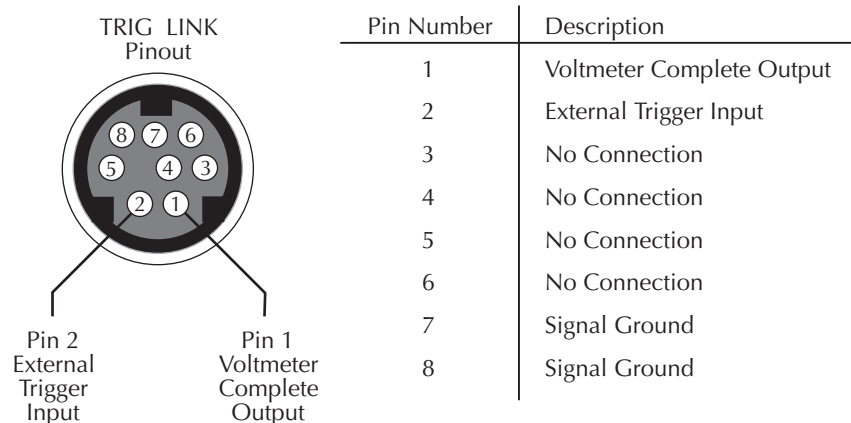 TRIG LINK
Pinout
8 7 6
5 4 3
2 1
Pin 2
External
Trigger
Input
Pin 1
Voltmeter
Complete
Output
Pin Number Description
1 Voltmeter Complete Output
2 External Trigger Input
3 No Connection
4 No Connection
5 No Connection
6 No Connection
7 Signal Ground
8 Signal Ground